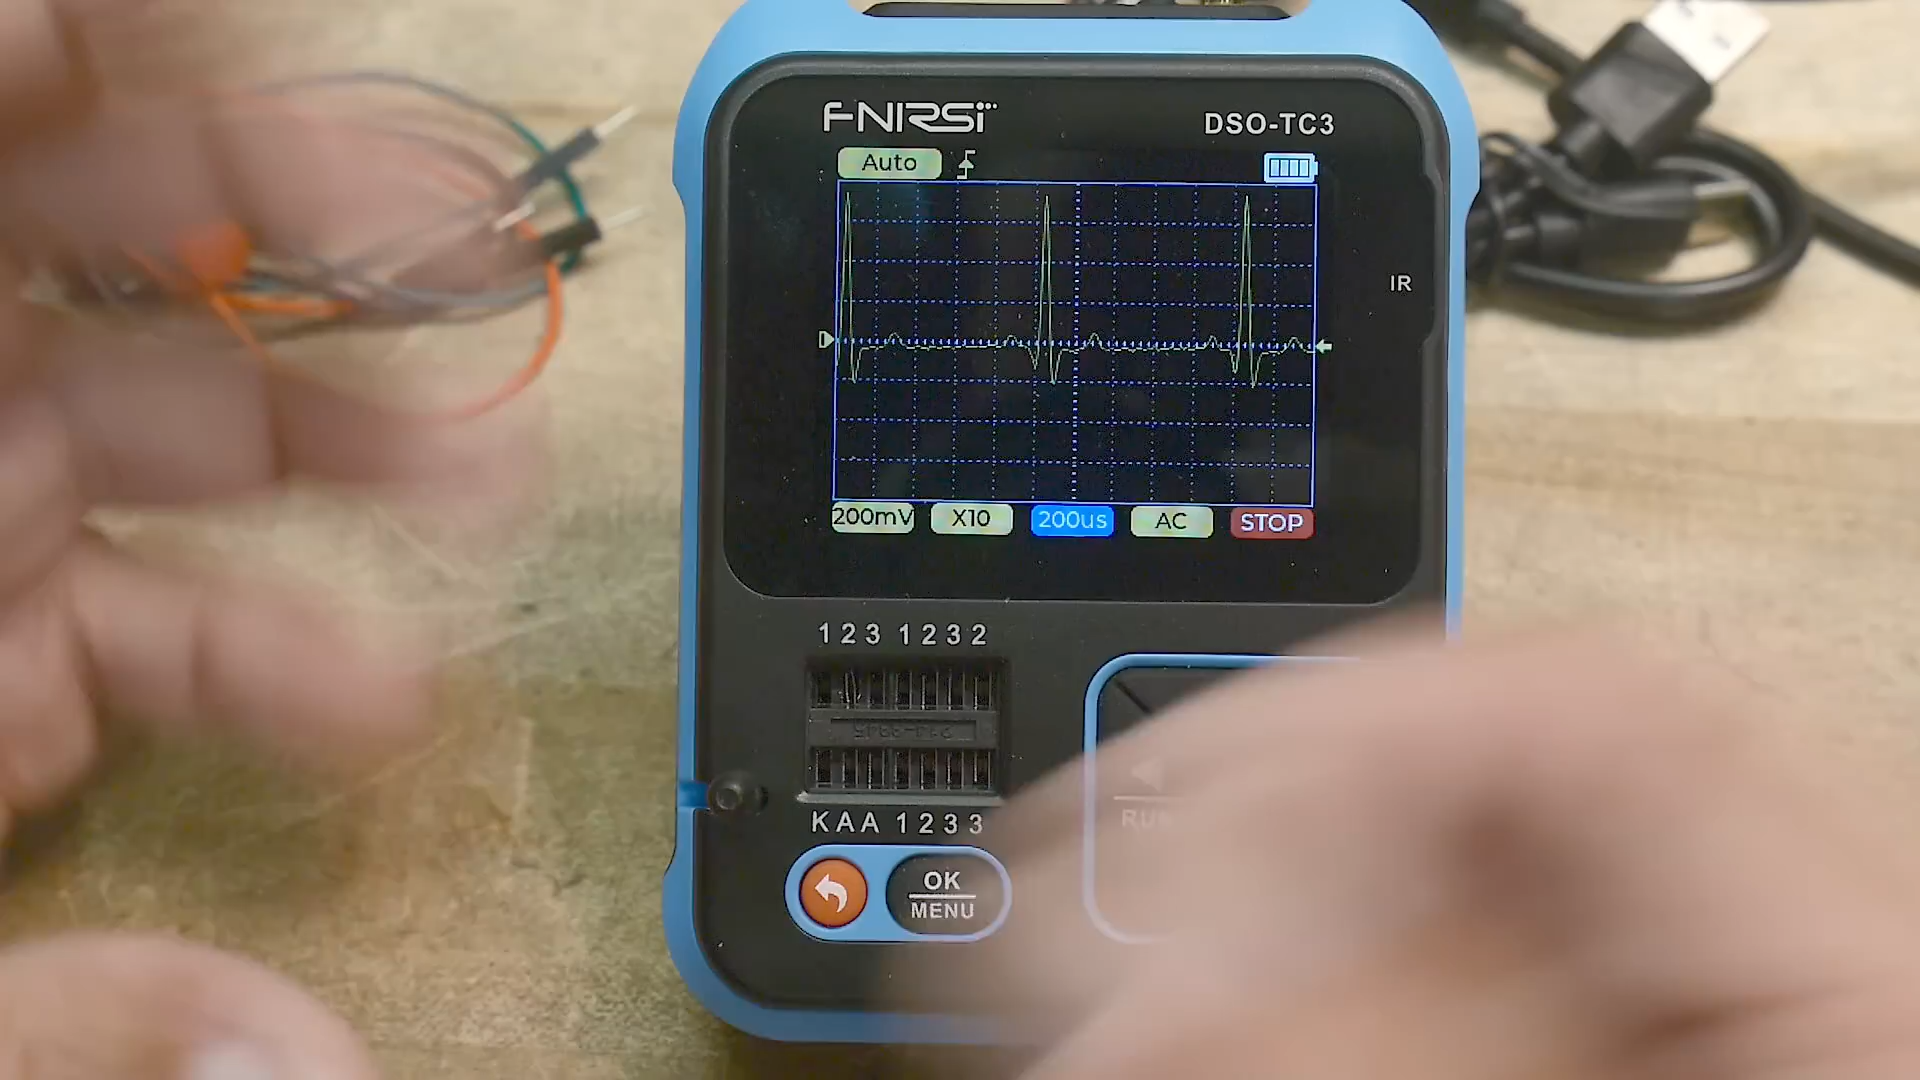 FNIRSI
DSO-TC3
Auto
IR
200mV X10 200us AC STOP
1 2 3 1 2 3 2
K A A 1 2 3 3
OK
MENU